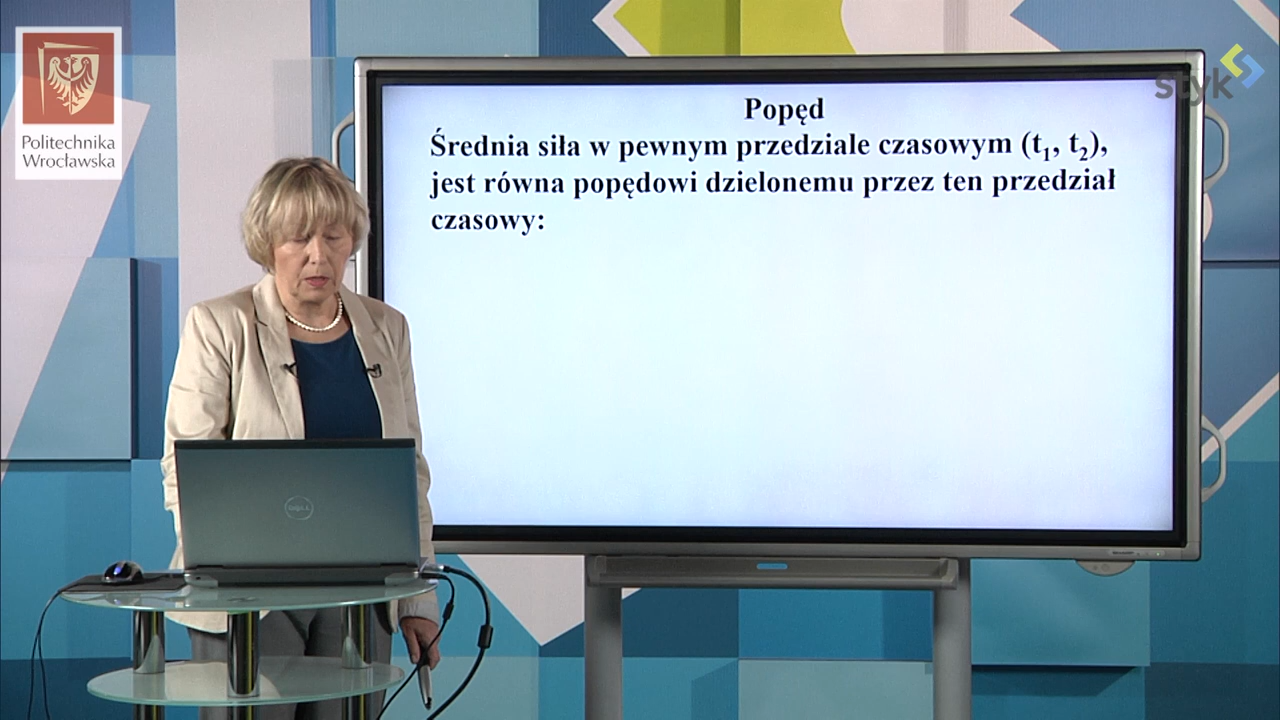 Politechnika
Wrocławska
styk
Popęd
Średnia siła w pewnym przedziale czasowym (t₁, t₂),
jest równa popędowi dzielonemu przez ten przedział
czasowy:
DELL